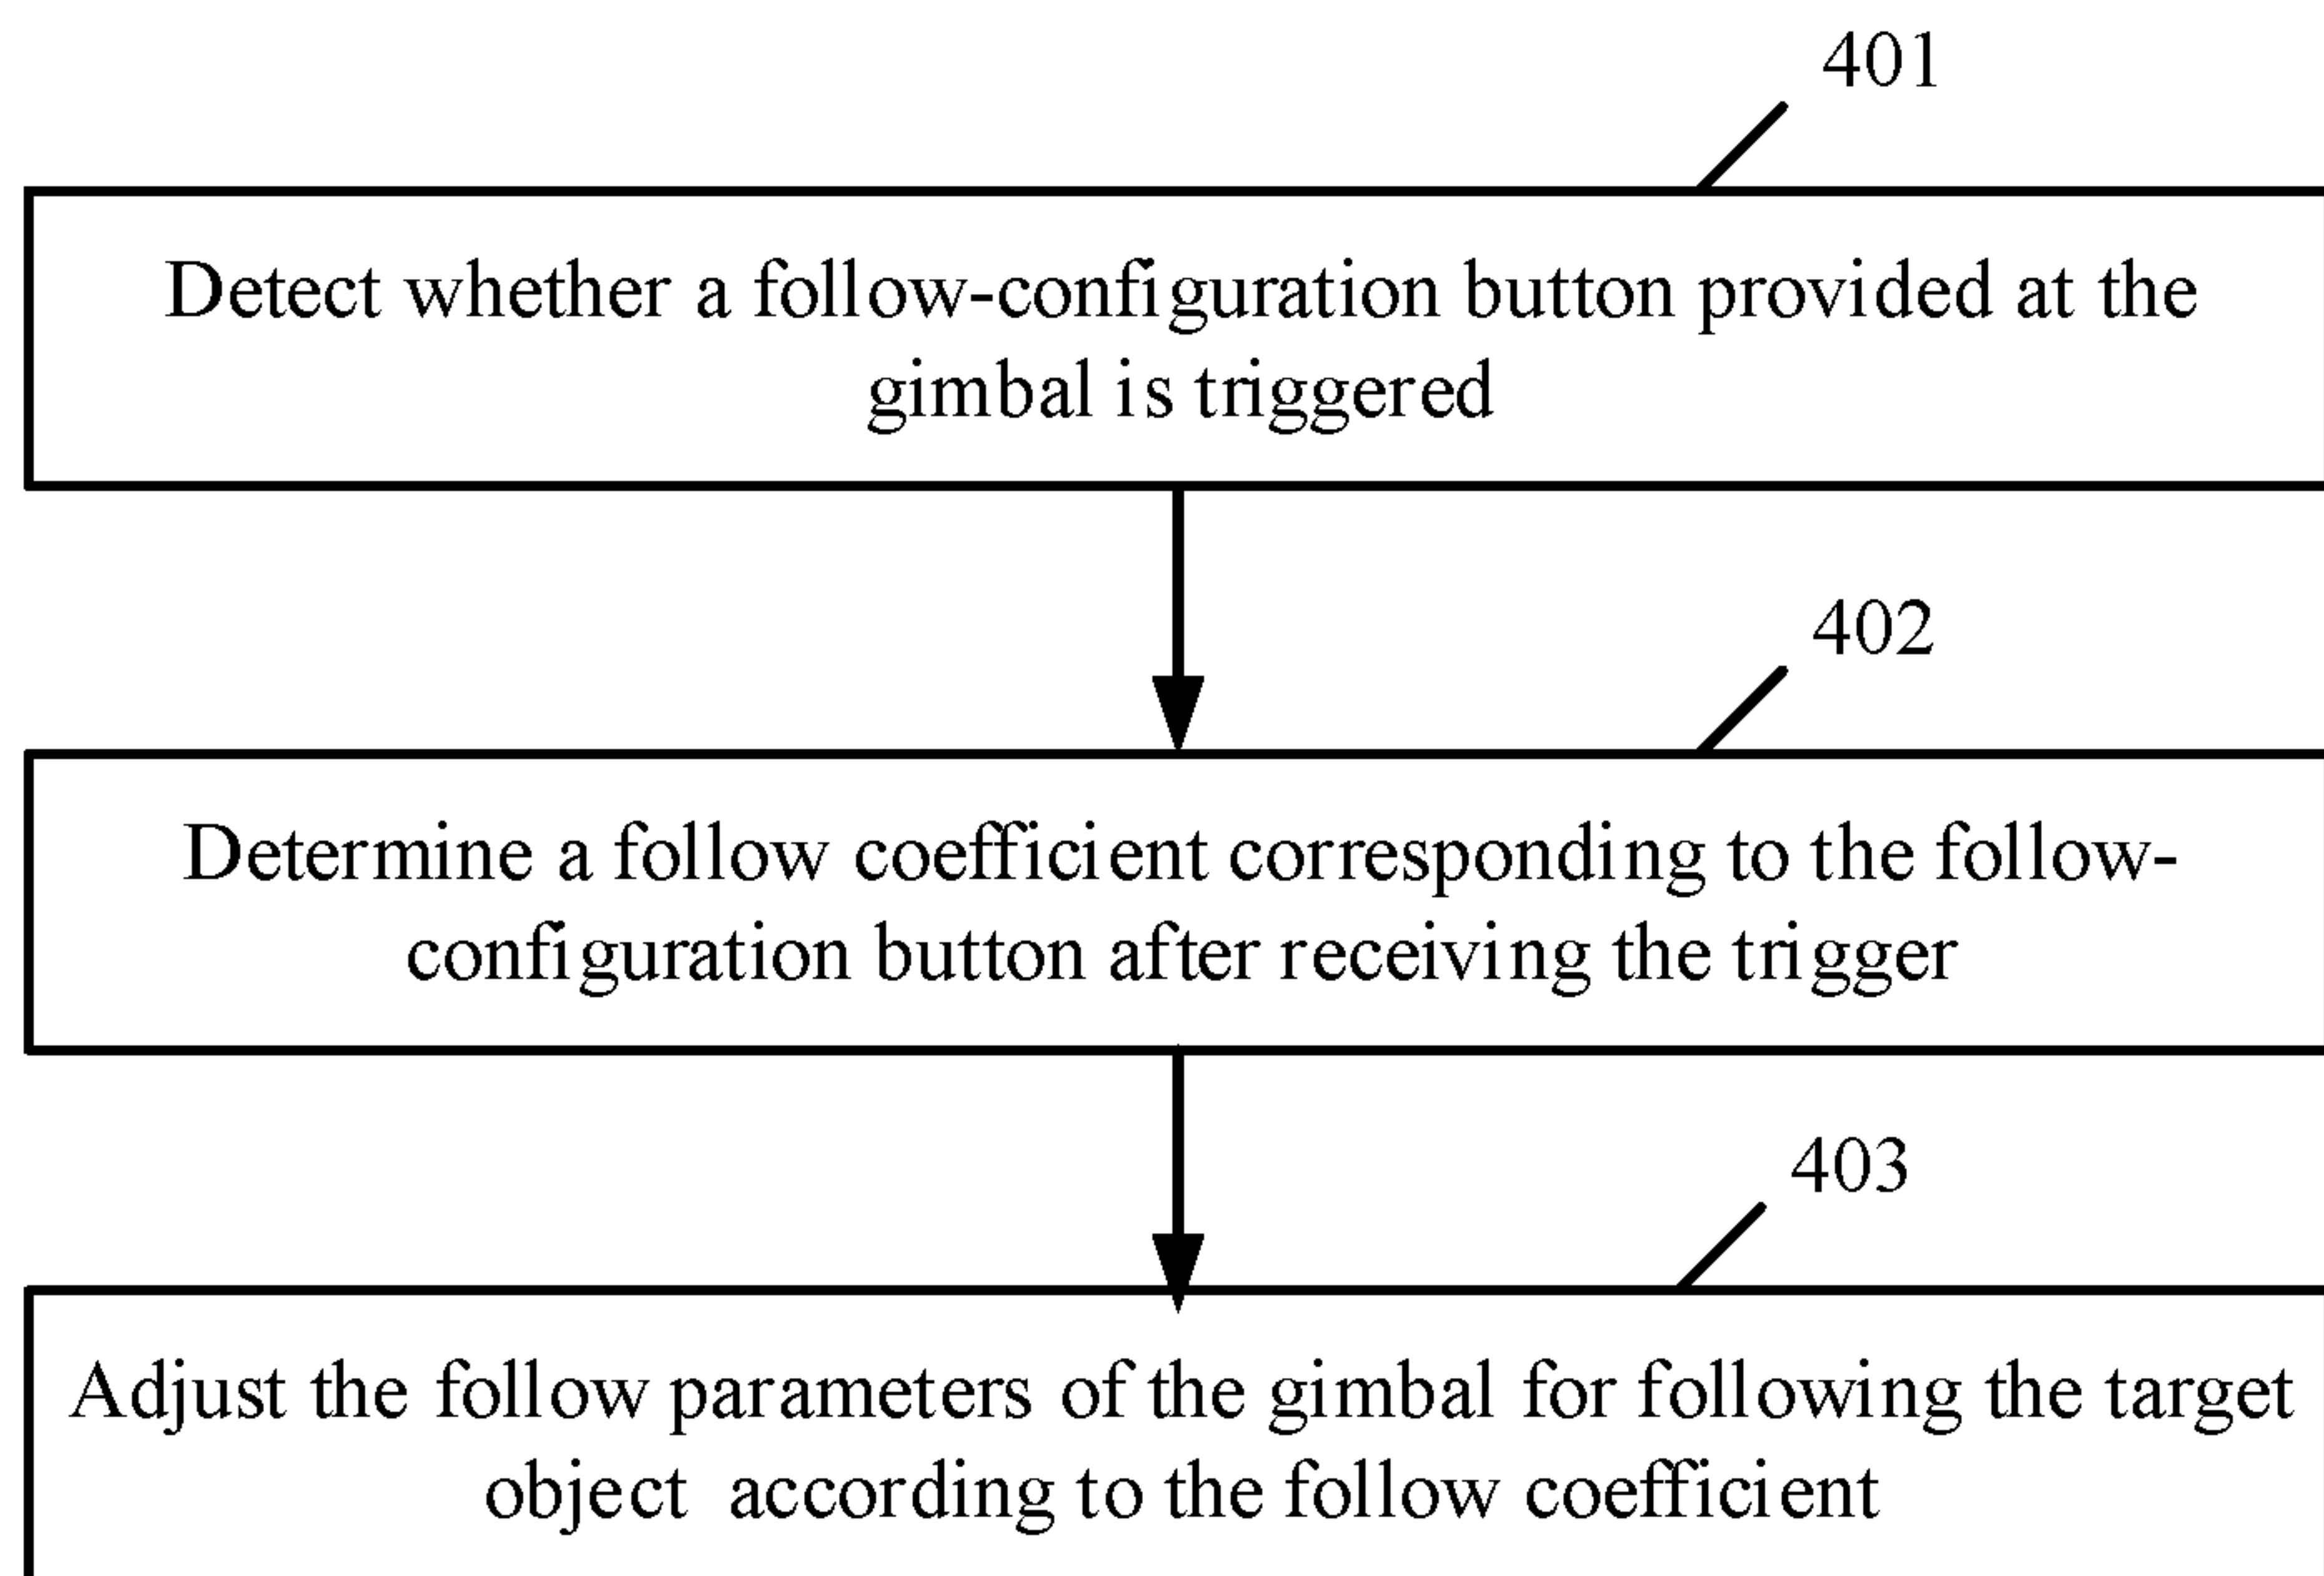 401
Detect whether a follow-configuration button provided at the
gimbal is triggered
402
Determine a follow coefficient corresponding to the follow-
configuration button after receiving the trigger
403
Adjust the follow parameters of the gimbal for following the target
object according to the follow coefficient